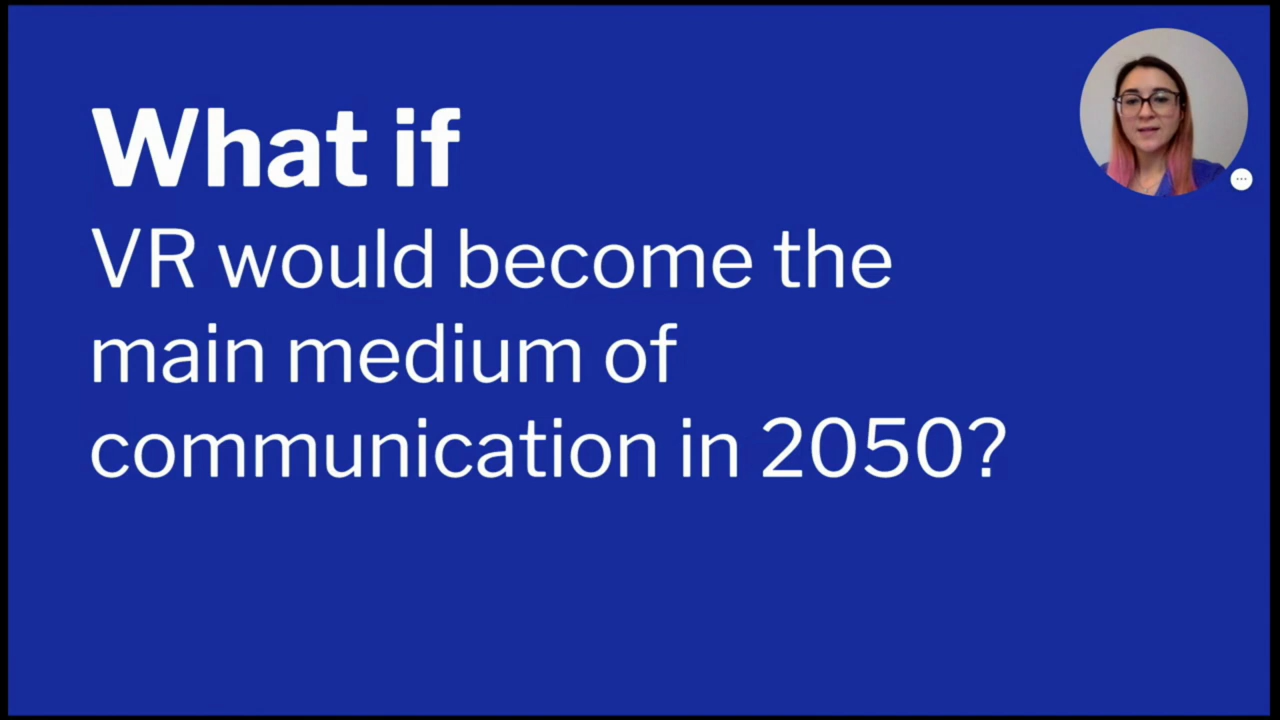 What if
VR would become the
main medium of
communication in 2050?